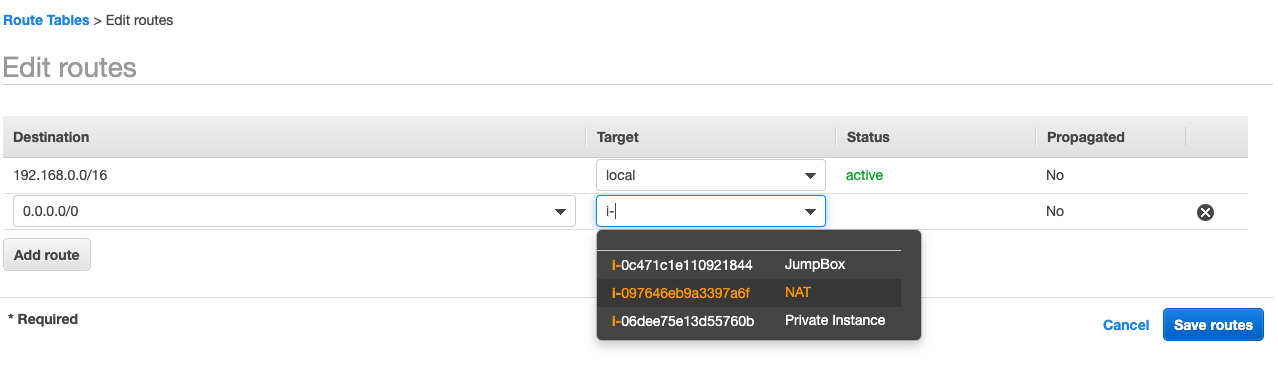 Route Tables > Edit routes
Edit routes
Destination Target Status Propagated
192.168.0.0/16 local active No
0.0.0.0/0 i- No
Add route
i-0c471c1e110921844 JumpBox
i-097646eb9a3397a6f NAT
i-06dee75e13d55760b Private Instance
* Required
Cancel Save routes